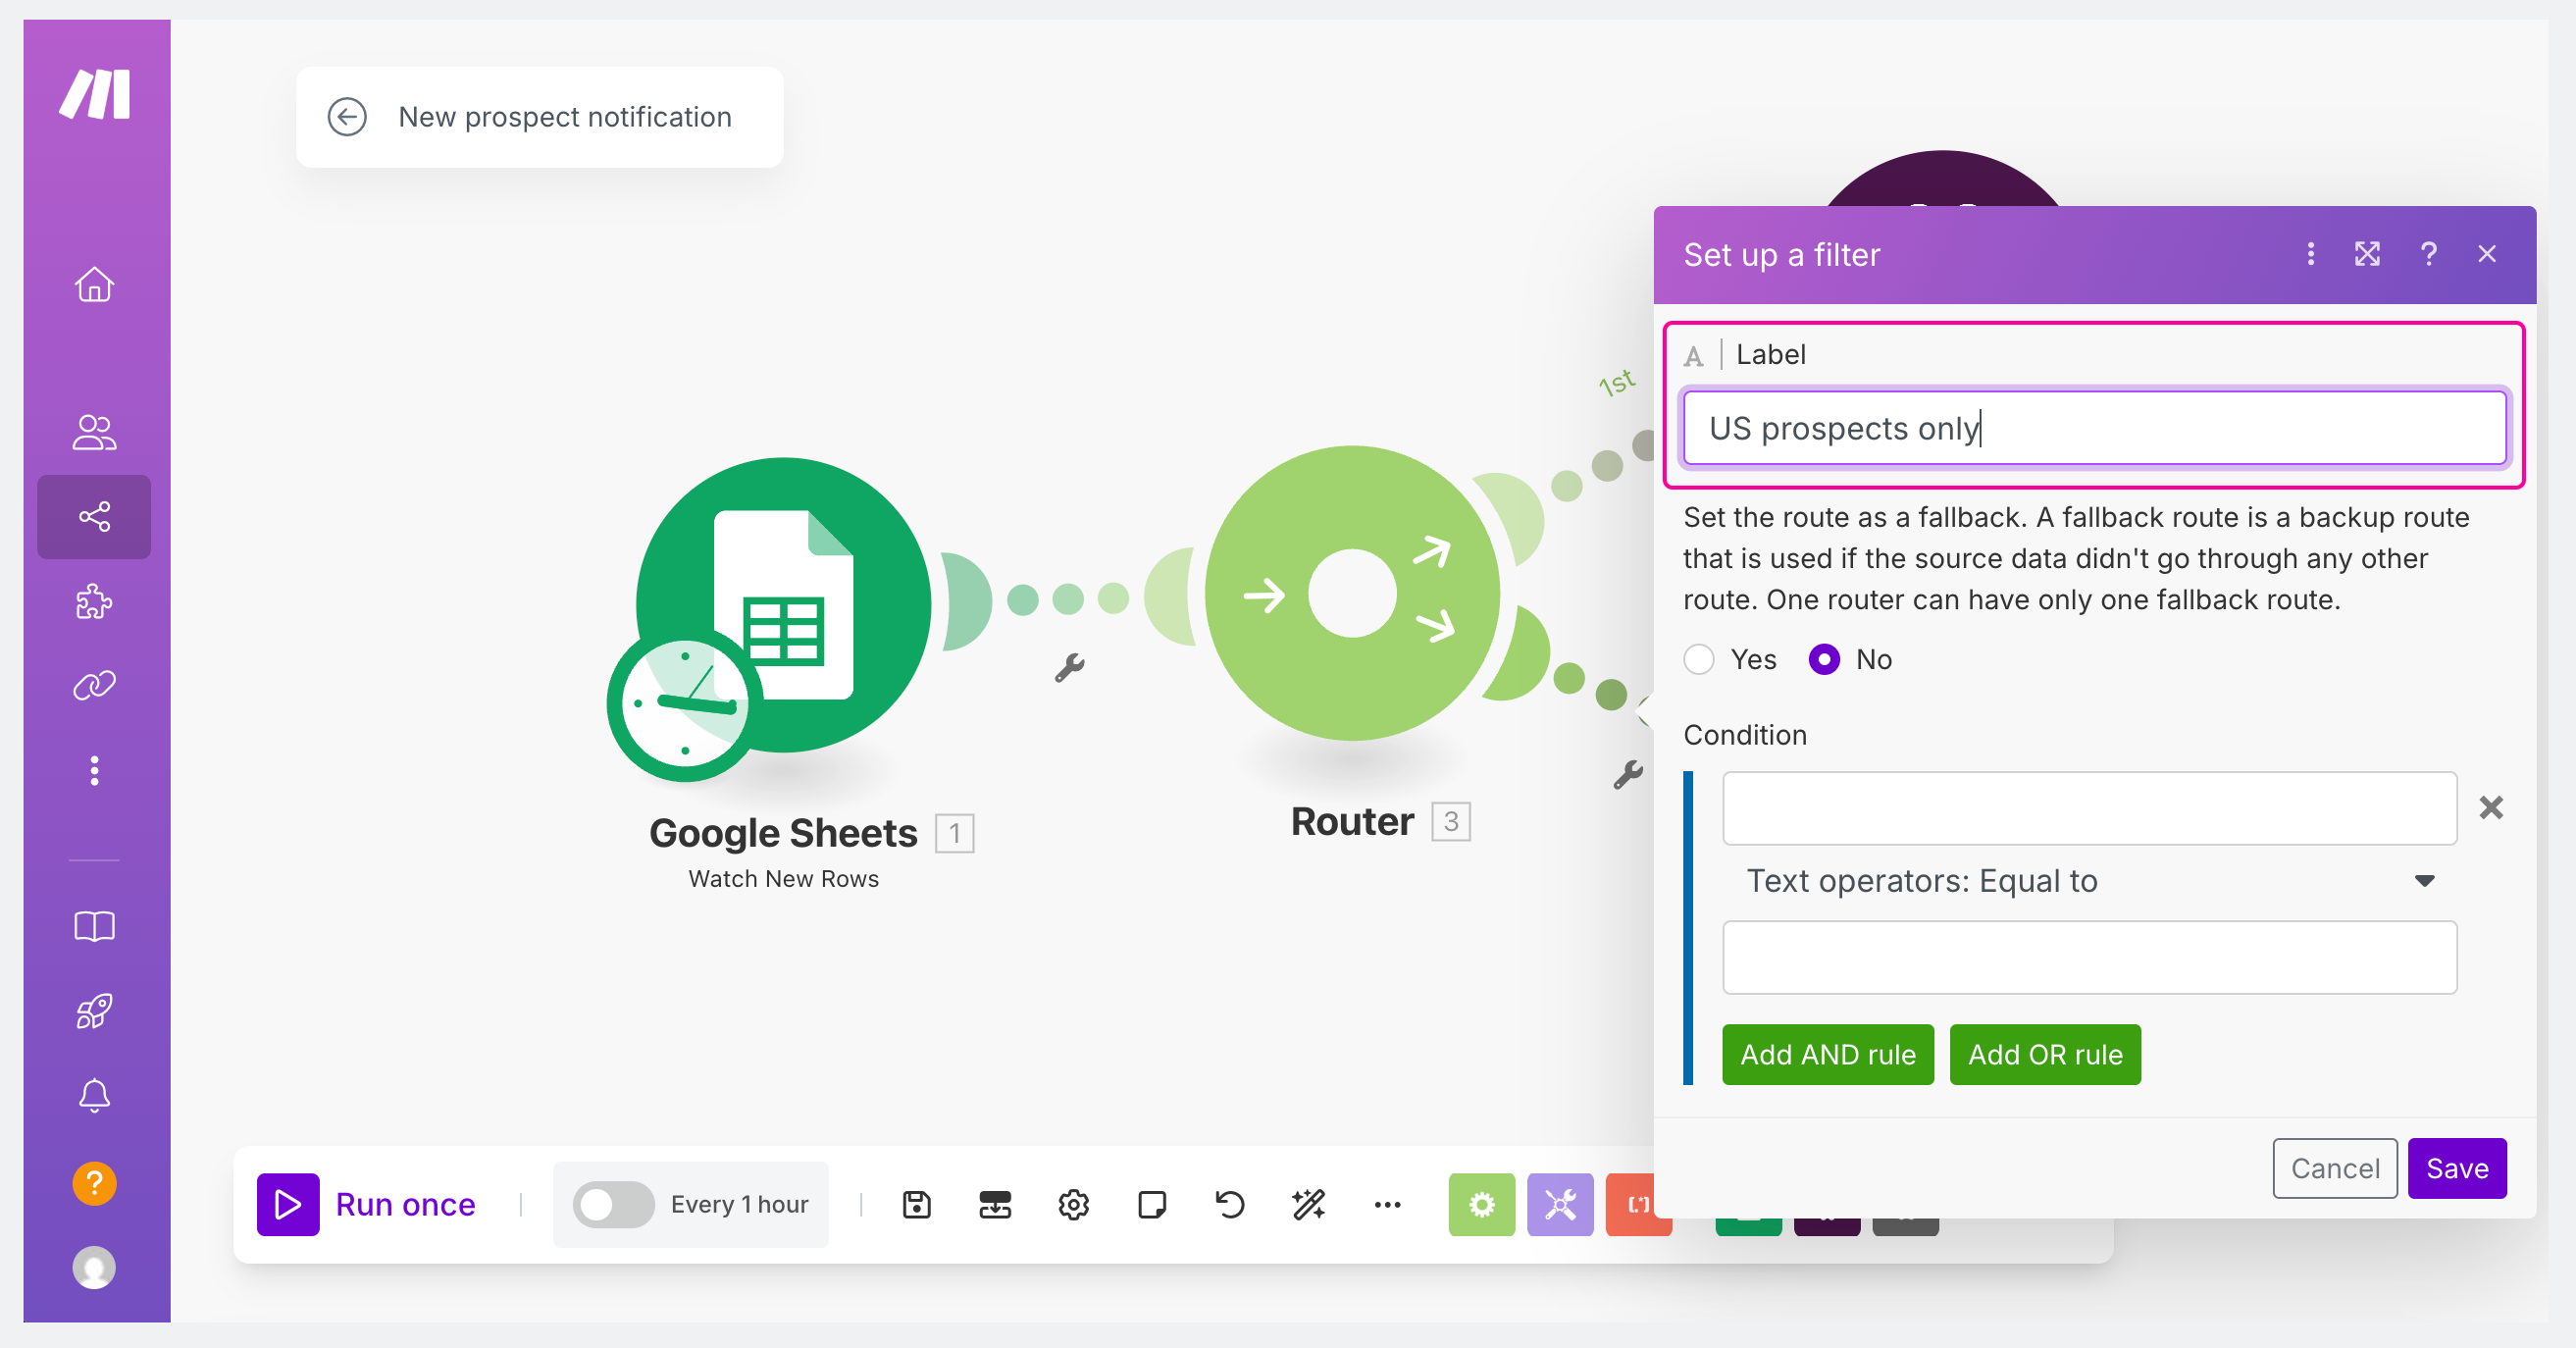 New prospect notification
Set up a filter
?
A
Label
US prospects only
Set the route as a fallback. A fallback route is a backup route
that is used if the source data didn't go through any other
route. One router can have only one fallback route.
Yes
No
Condition
Text operators: Equal to
Add AND rule
Add OR rule
Cancel
Save
1st
Google Sheets
1
Watch New Rows
Router
3
?
Run once
Every 1 hour